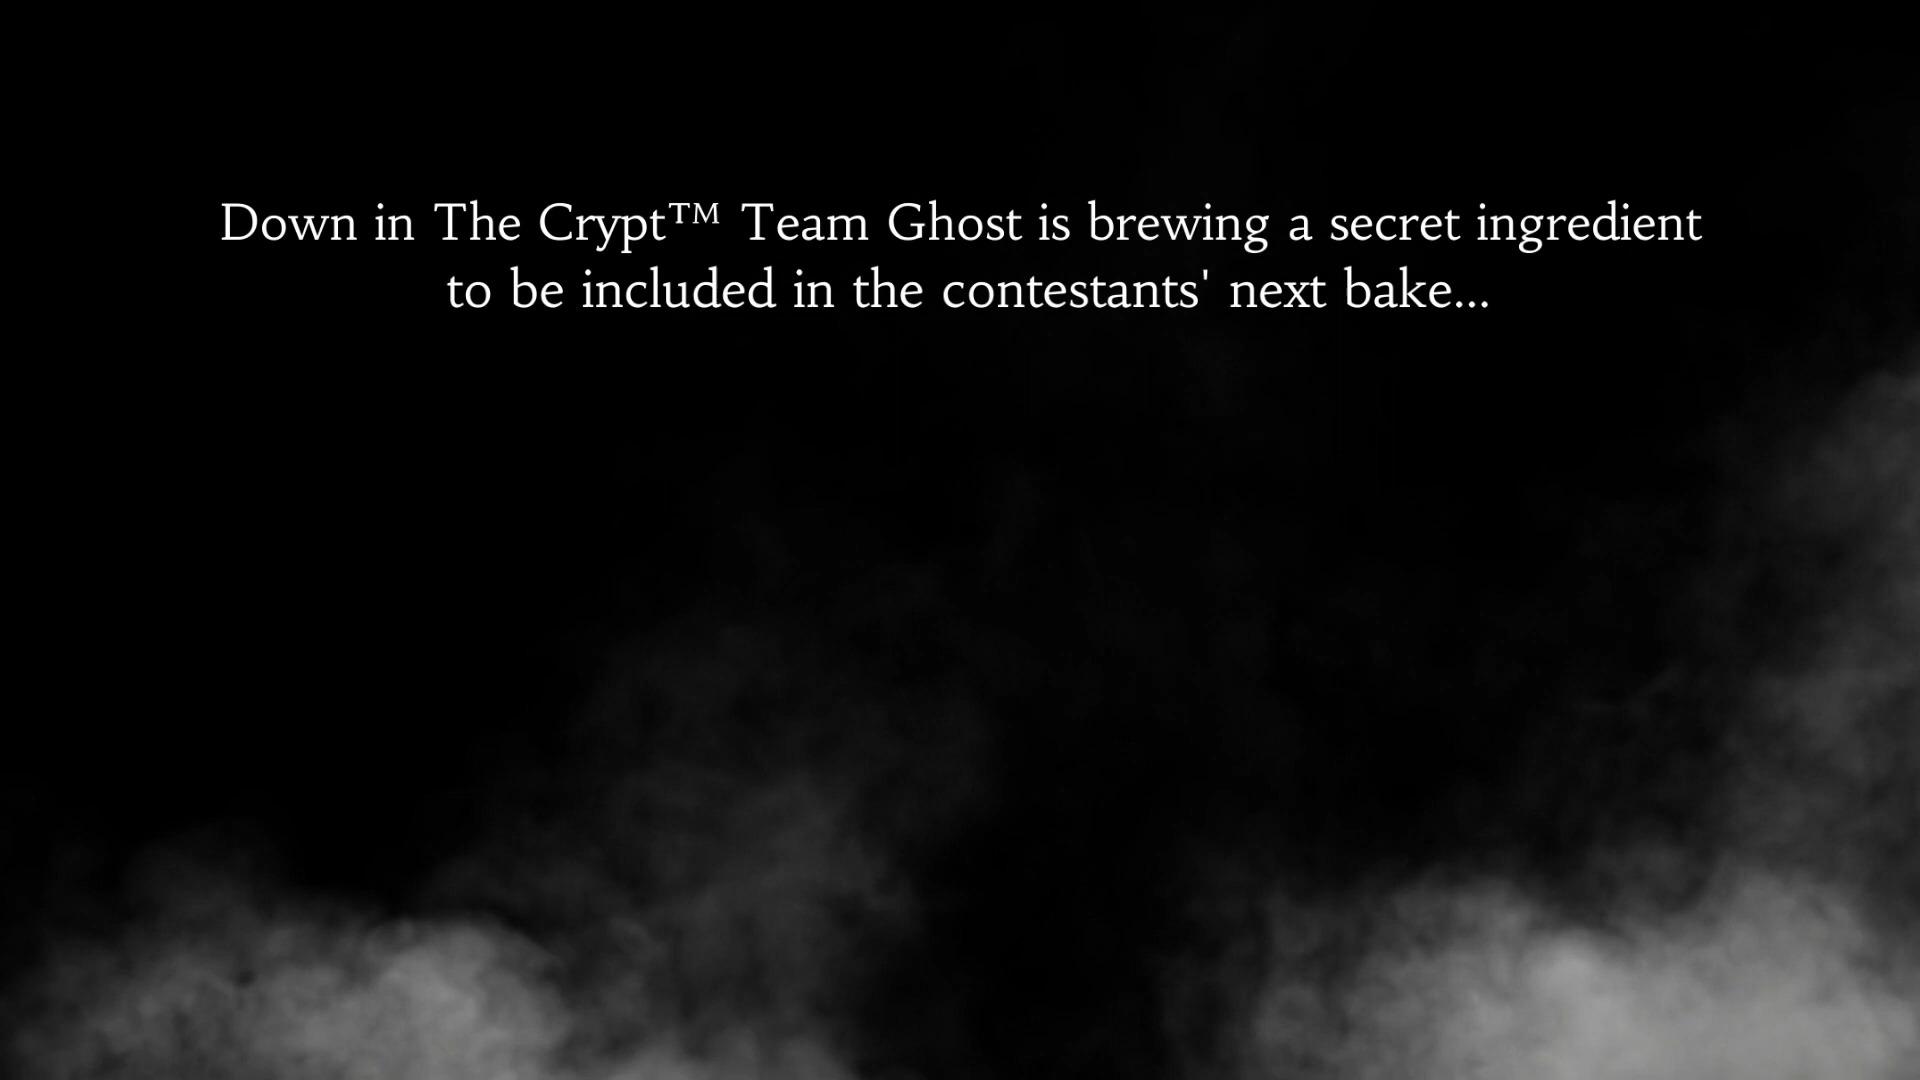 Down in The Crypt™ Team Ghost is brewing a secret ingredient
to be included in the contestants' next bake...